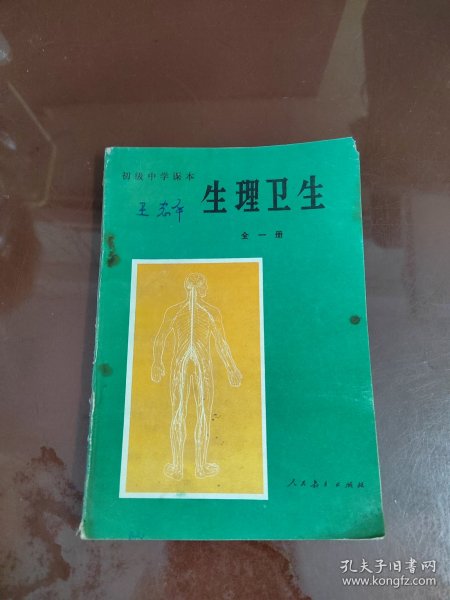 初级中学课本
生理卫生
全一册
人民教育出版社
孔夫子旧书网
www.kongfz.com